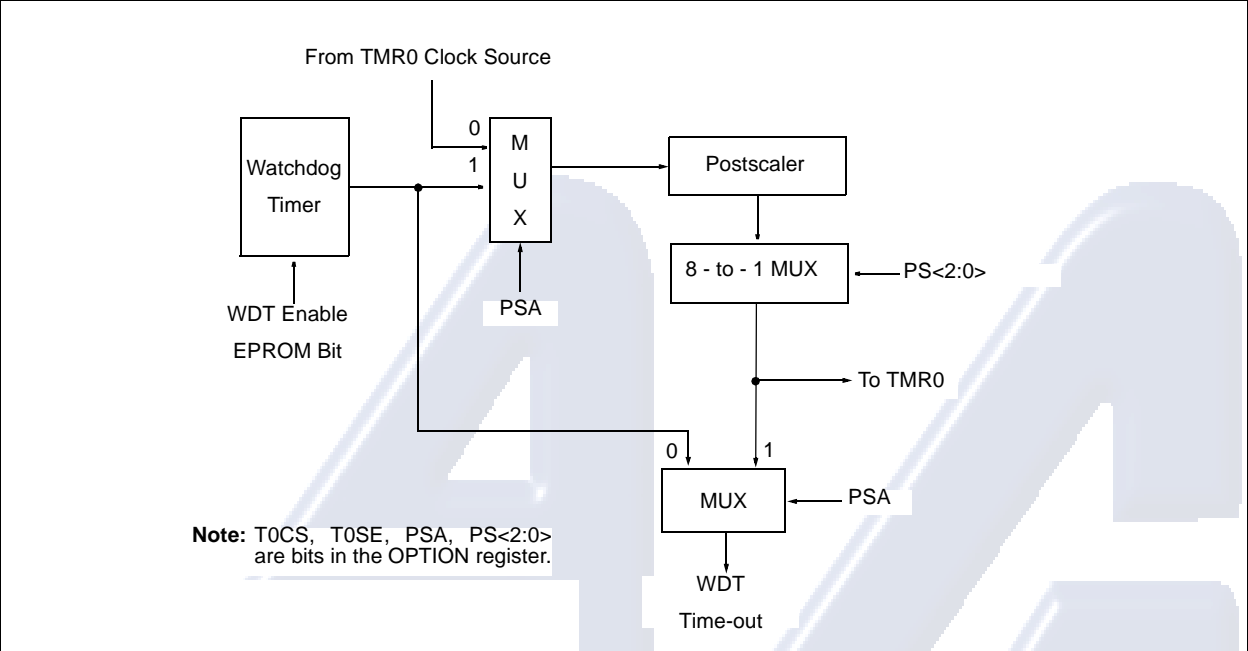 From TMR0 Clock Source
0
1
M
U
X
Watchdog
Timer
Postscaler
8 - to - 1 MUX
PS<2:0>
PSA
WDT Enable
EPROM Bit
To TMR0
0
1
MUX
PSA
Note: T0CS, T0SE, PSA, PS<2:0>
are bits in the OPTION register.
WDT
Time-out